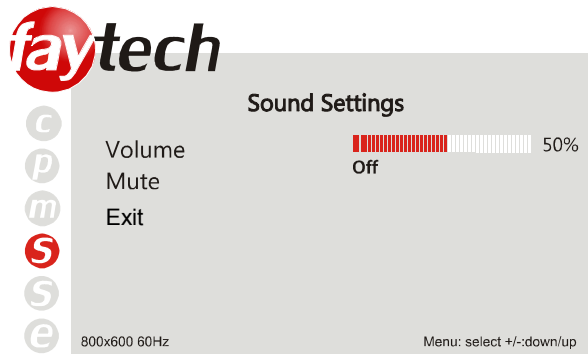 faytech
Sound Settings
c
p
m
S
S
e
Volume 50%
Mute Off
Exit
800x600 60Hz Menu: select +/-:down/up